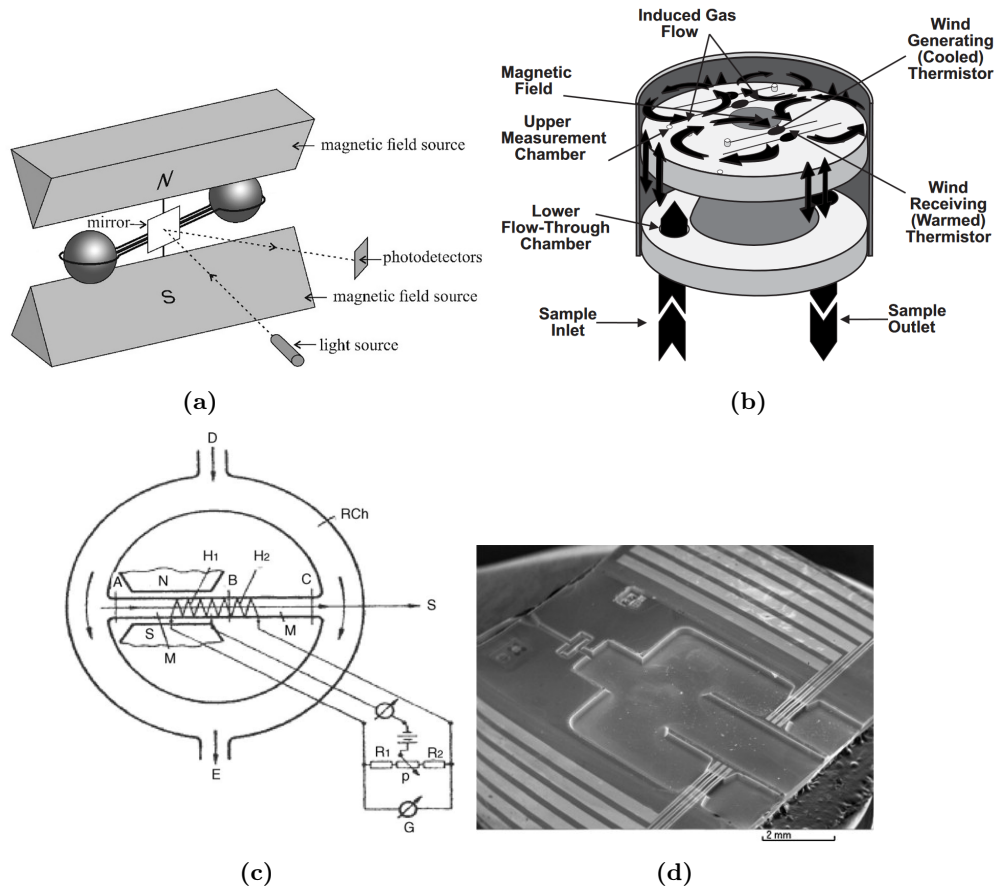 magnetic field source
N
mirror
photodetectors
S
magnetic field source
light source
(a)
Induced Gas
Flow
Wind
Generating
(Cooled)
Thermistor
Magnetic
Field
Upper
Measurement
Chamber
Lower
Flow-Through
Chamber
Wind
Receiving
(Warmed)
Thermistor
Sample
Inlet
Sample
Outlet
(b)
D
RCh
H1
H2
A
N
B
C
S
S
M
M
R1
R2
p
E
G
(c)
2 mm
(d)